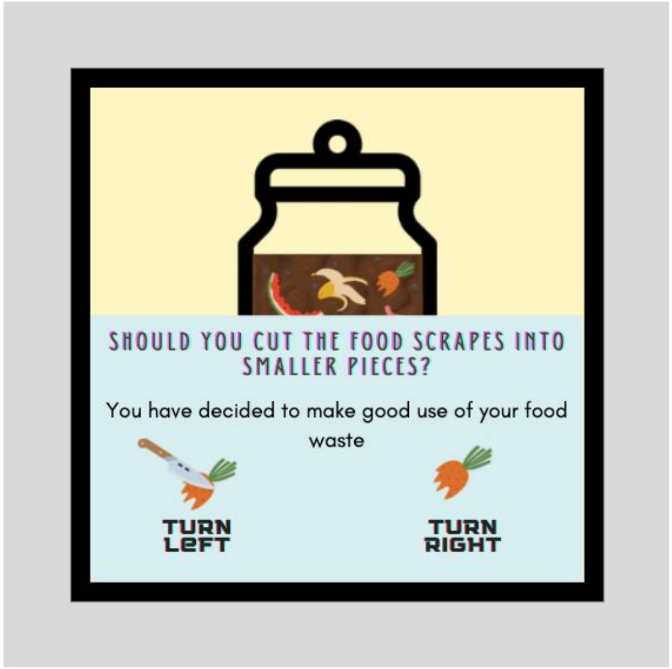 SHOULD YOU CUT THE FOOD SCRAPES INTO
SMALLER PIECES?
You have decided to make good use of your food
waste
TURN
LEFT
TURN
RIGHT